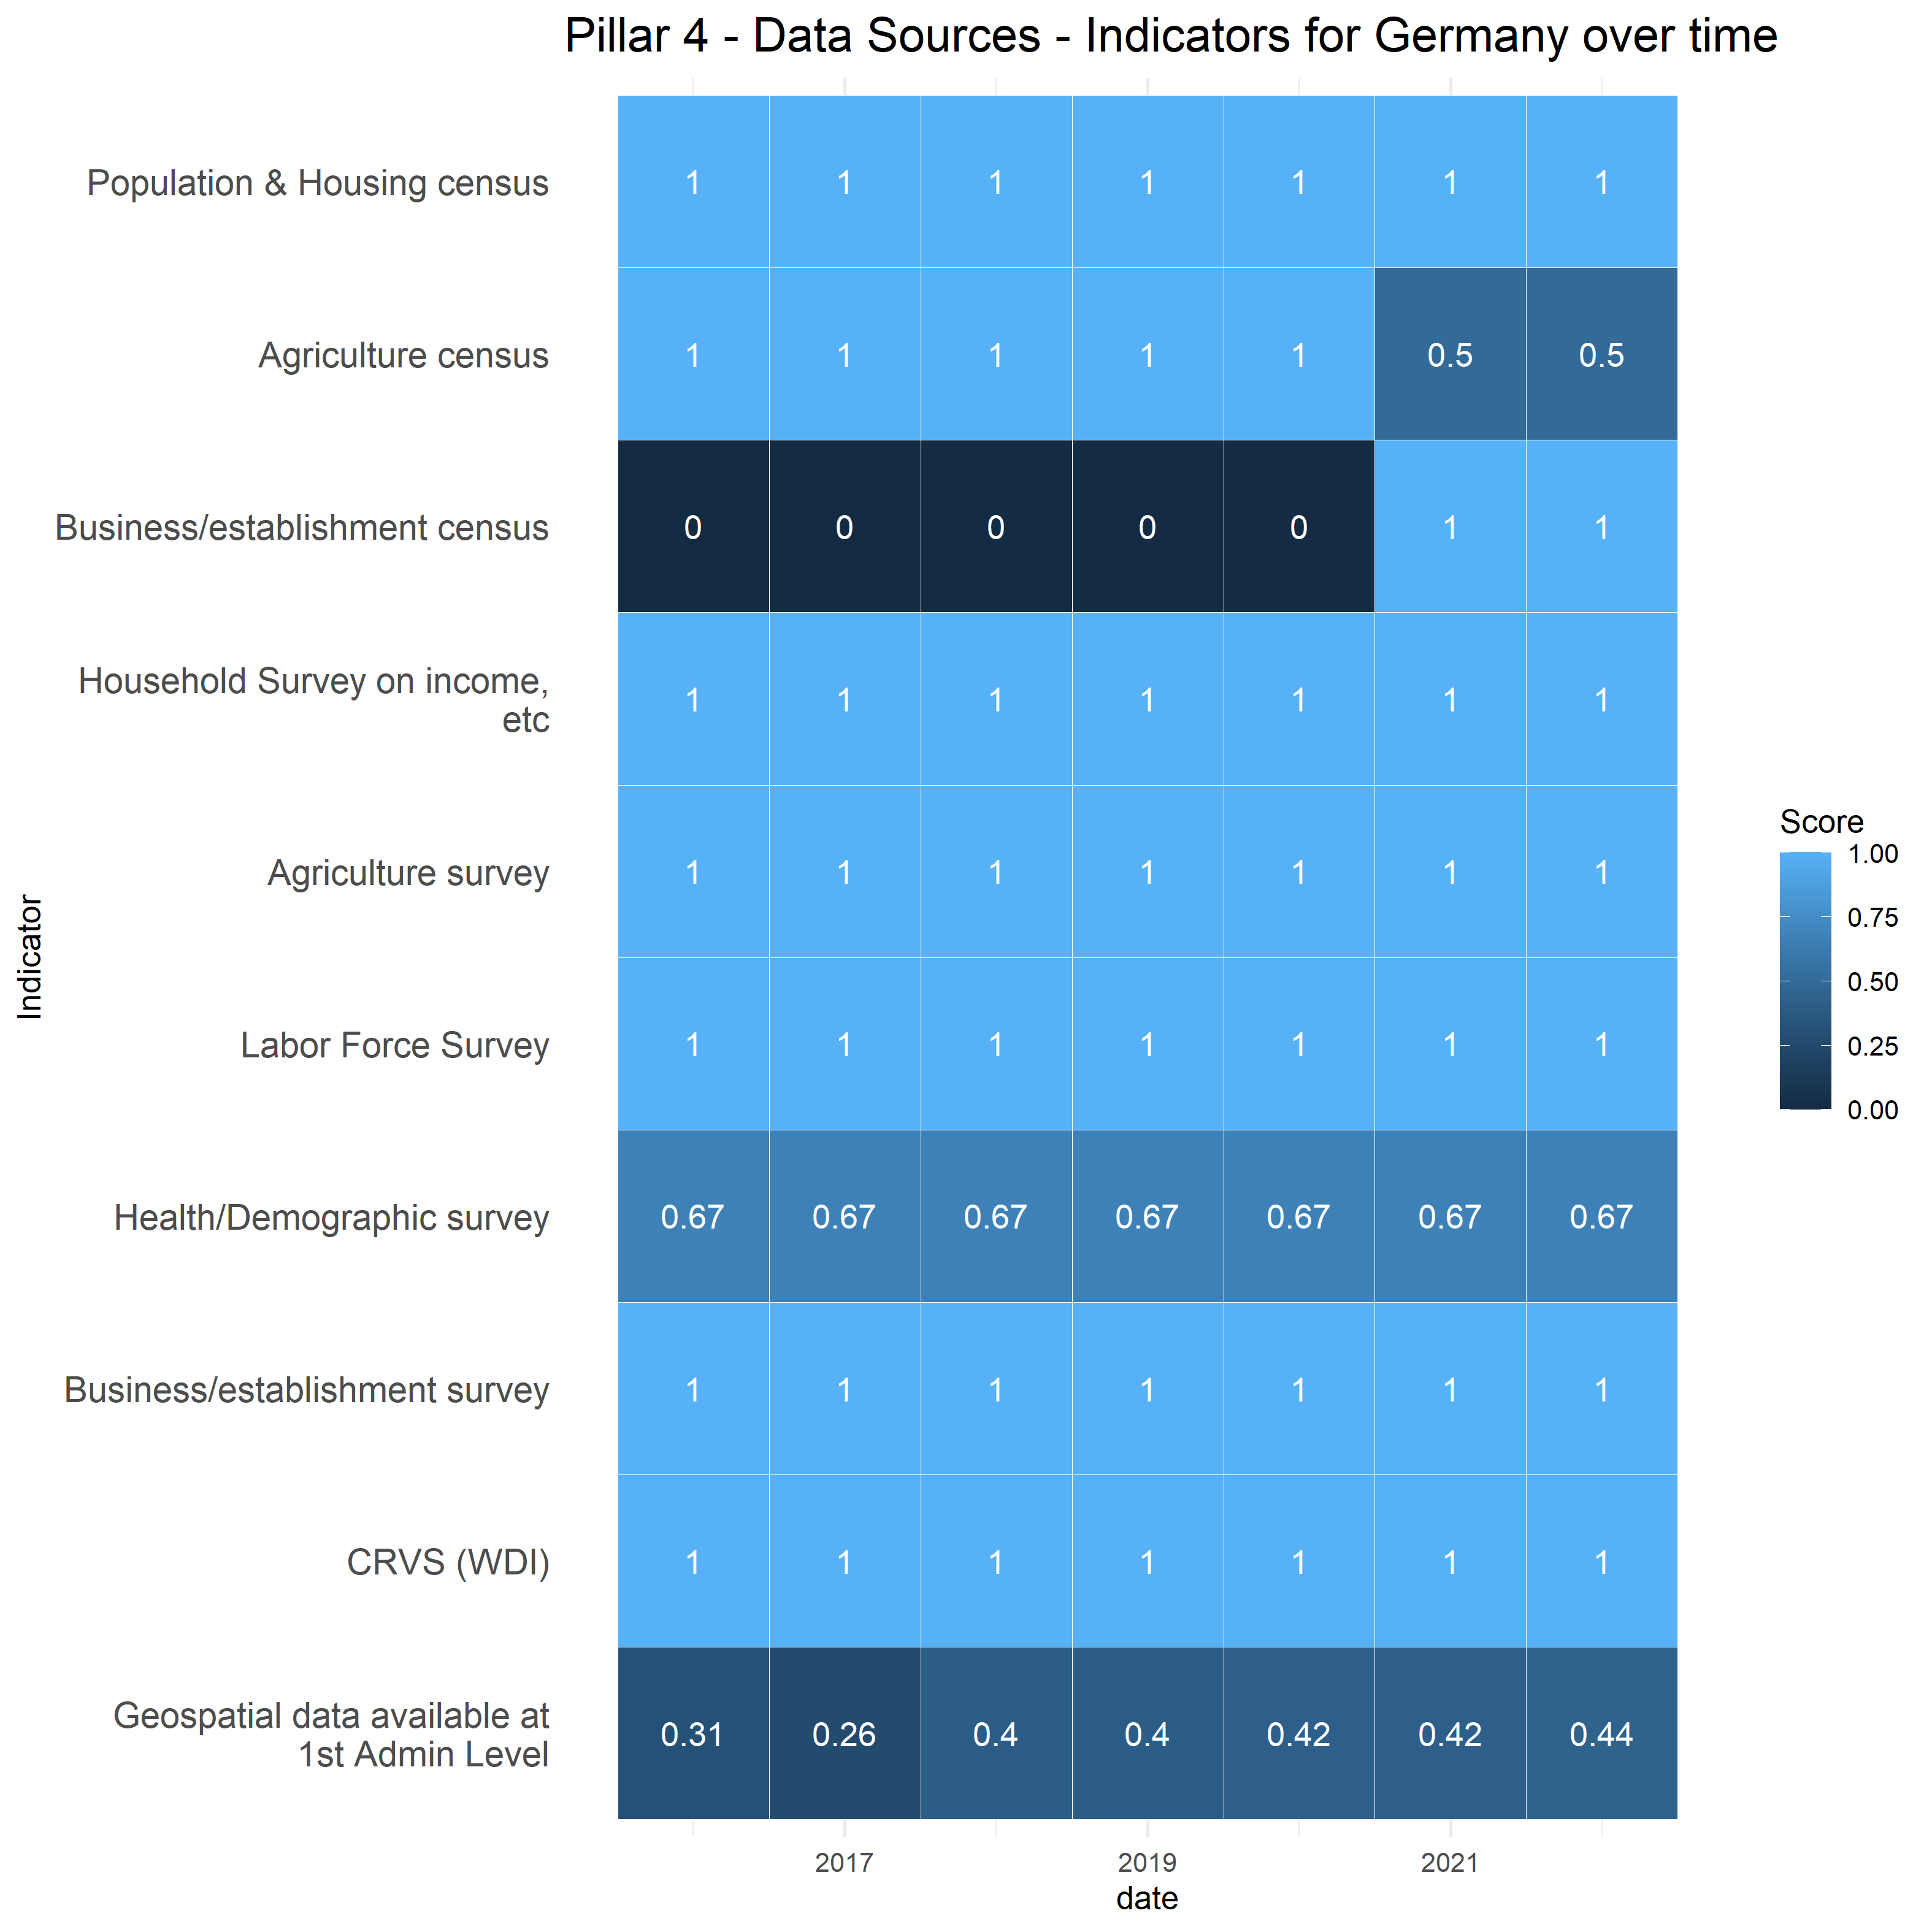 Pillar 4 - Data Sources - Indicators for Germany over time
Population & Housing census
1 1 1 1 1 1 1
Agriculture census
1 1 1 1 1 0.5 0.5
Business/establishment census
0 0 0 0 0 1 1
Household Survey on income,
etc
1 1 1 1 1 1 1
Agriculture survey
1 1 1 1 1 1 1
Labor Force Survey
1 1 1 1 1 1 1
Health/Demographic survey
0.67 0.67 0.67 0.67 0.67 0.67 0.67
Business/establishment survey
1 1 1 1 1 1 1
CRVS (WDI)
1 1 1 1 1 1 1
Geospatial data available at
1st Admin Level
0.31 0.26 0.4 0.4 0.42 0.42 0.44
2017 2019 2021
date
Indicator
Score
1.00
0.75
0.50
0.25
0.00